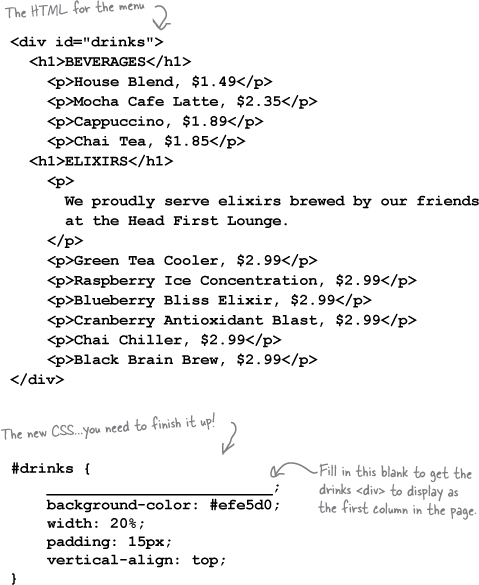 The HTML for the menu
<div id="drinks">
<h1>BEVERAGES</h1>
<p>House Blend, $1.49</p>
<p>Mocha Cafe Latte, $2.35</p>
<p>Cappuccino, $1.89</p>
<p>Chai Tea, $1.85</p>
<h1>ELIXIRS</h1>
<p>
We proudly serve elixirs brewed by our friends
at the Head First Lounge.
</p>
<p>Green Tea Cooler, $2.99</p>
<p>Raspberry Ice Concentration, $2.99</p>
<p>Blueberry Bliss Elixir, $2.99</p>
<p>Cranberry Antioxidant Blast, $2.99</p>
<p>Chai Chiller, $2.99</p>
<p>Black Brain Brew, $2.99</p>
</div>
The new CSS...you need to finish it up!
#drinks {
_________________________;
background-color: #efe5d0;
width: 20%;
padding: 15px;
vertical-align: top;
}
Fill in this blank to get the
drinks <div> to display as
the first column in the page.